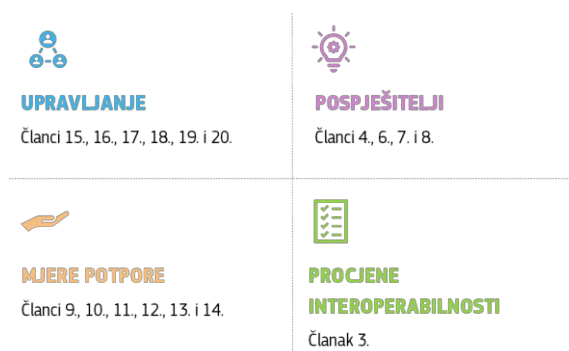 UPRAVLJANJE
Članci 15., 16., 17., 18., 19. i 20.
POSPJEŠITELJI
Članci 4., 6., 7. i 8.
MJERE POTPORE
Članci 9., 10., 11., 12., 13. i 14.
PROCJENE
INTEROPERABILNOSTI
Članak 3.